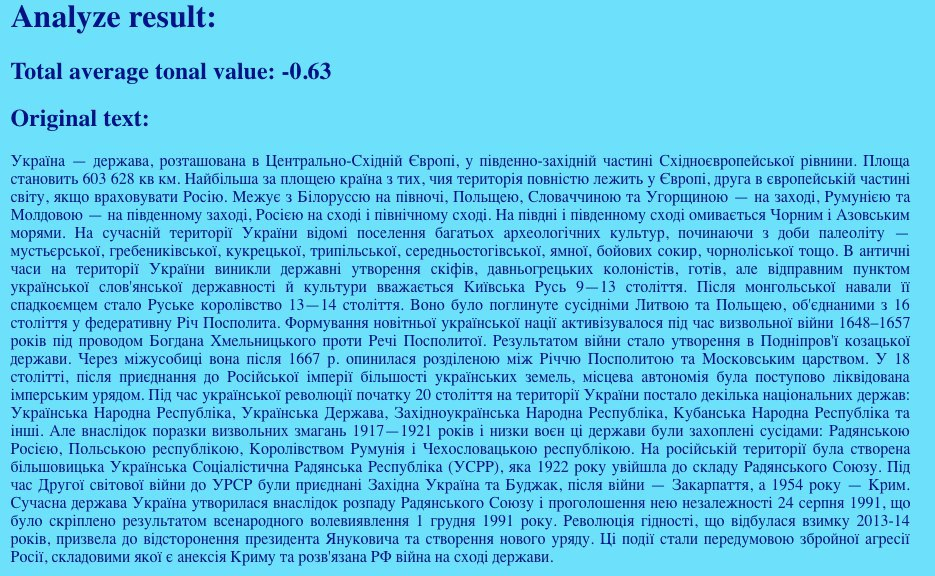 Analyze result:
Total average tonal value: -0.63
Original text:
Україна — держава, розташована в Центрально-Східній Європі, у південно-західній частині Східноєвропейської рівнини. Площа
становить 603 628 кв км. Найбільша за площею країна з тих, чия територія повністю лежить у Європі, друга в європейській частині
світу, якщо враховувати Росію. Межує з Білоруссю на півночі, Польщею, Словаччиною та Угорщиною — на заході, Румунією та
Молдовою — на південному заході, Росією на сході і північному сході. На півдні і південному сході омивається Чорним і Азовським
морями. На сучасній території України відомі поселення багатьох археологічних культур, починаючи з доби палеоліту —
мустьєрської, гребениківської, кукрецької, трипільської, середньостогівської, ямної, бойових сокир, чорноліської тощо. В античні
часи на території України виникли державні утворення скіфів, давньогрецьких колоністів, готів, але відправним пунктом
української слов'янської державності й культури вважається Київська Русь 9—13 століття. Після монгольської навали її
спадкоємцем стало Руське королівство 13—14 століття. Воно було поглинуте сусідніми Литвою та Польщею, об'єднаними з 16
століття у федеративну Річ Посполита. Формування новітньої української нації активізувалося під час визвольної війни 1648–1657
років під проводом Богдана Хмельницького проти Речі Посполитої. Результатом війни стало утворення в Подніпров'ї козацької
держави. Через міжусобиці вона після 1667 р. опинилася розділеною між Річчю Посполитою та Московським царством. У 18
столітті, після приєднання до Російської імперії більшості українських земель, місцева автономія була поступово ліквідована
імперським урядом. Під час української революції початку 20 століття на території України постало декілька національних держав:
Українська Народна Республіка, Українська Держава, Західноукраїнська Народна Республіка, Кубанська Народна Республіка та
інші. Але внаслідок поразки визвольних змагань 1917—1921 років і низки воєн ці держави були захоплені сусідами: Радянською
Росією, Польською республікою, Королівством Румунія і Чехословацькою республікою. На російській території була створена
більшовицька Українська Соціалістична Радянська Республіка (УСРР), яка 1922 року увійшла до складу Радянського Союзу. Під
час Другої світової війни до УРСР були приєднані Західна Україна та Буджак, після війни — Закарпаття, а 1954 року — Крим.
Сучасна держава Україна утворилася внаслідок розпаду Радянського Союзу і проголошення нею незалежності 24 серпня 1991, що
було скріплено результатом всенародного волевиявлення 1 грудня 1991 року. Революція гідності, що відбулася взимку 2013-14
років, призвела до відсторонення президента Януковича та створення нового уряду. Ці події стали передумовою збройної агресії
Росії, складовими якої є анексія Криму та розв'язана РФ війна на сході держави.